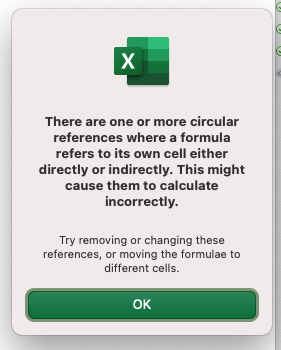 X
There are one or more circular
references where a formula
refers to its own cell either
directly or indirectly. This might
cause them to calculate
incorrectly.
Try removing or changing these
references, or moving the formulae to
different cells.
OK